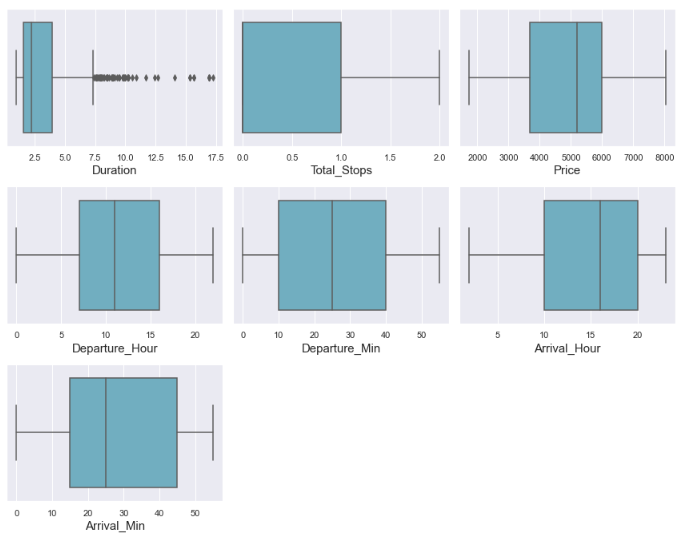 2.5 5.0 7.5 10.0 12.5 15.0 17.5
Duration
0.0 0.5 1.0 1.5 2.0
Total_Stops
2000 3000 4000 5000 6000 7000 8000
Price
0 5 10 15 20
Departure_Hour
0 10 20 30 40 50
Departure_Min
5 10 15 20
Arrival_Hour
0 10 20 30 40 50
Arrival_Min